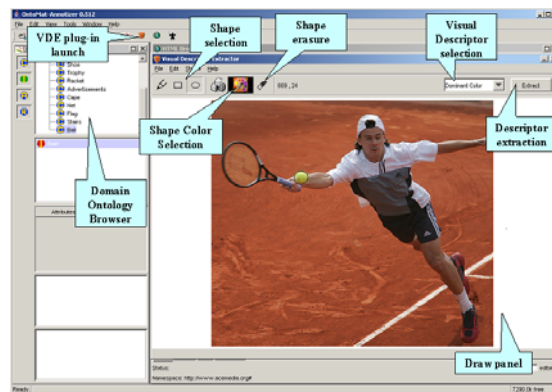 OntoMat-Annotizer 0.312
File Edit View Tools Window Help
VDE plug-in
launch
Shape
selection
Shape
erasure
Visual
Descriptor
selection
Visual Descriptor Extractor
File Edit
Shoe
Trophy
Racket
Advertisements
Cape
Net
Flag
Stairs
Ball
Dominant Color
Extract
Shape Color
Selection
Descriptor
extraction
Domain
Ontology
Browser
Attributes
Draw panel
Status:
Namespace: http://www.acemedia.org#
Ready